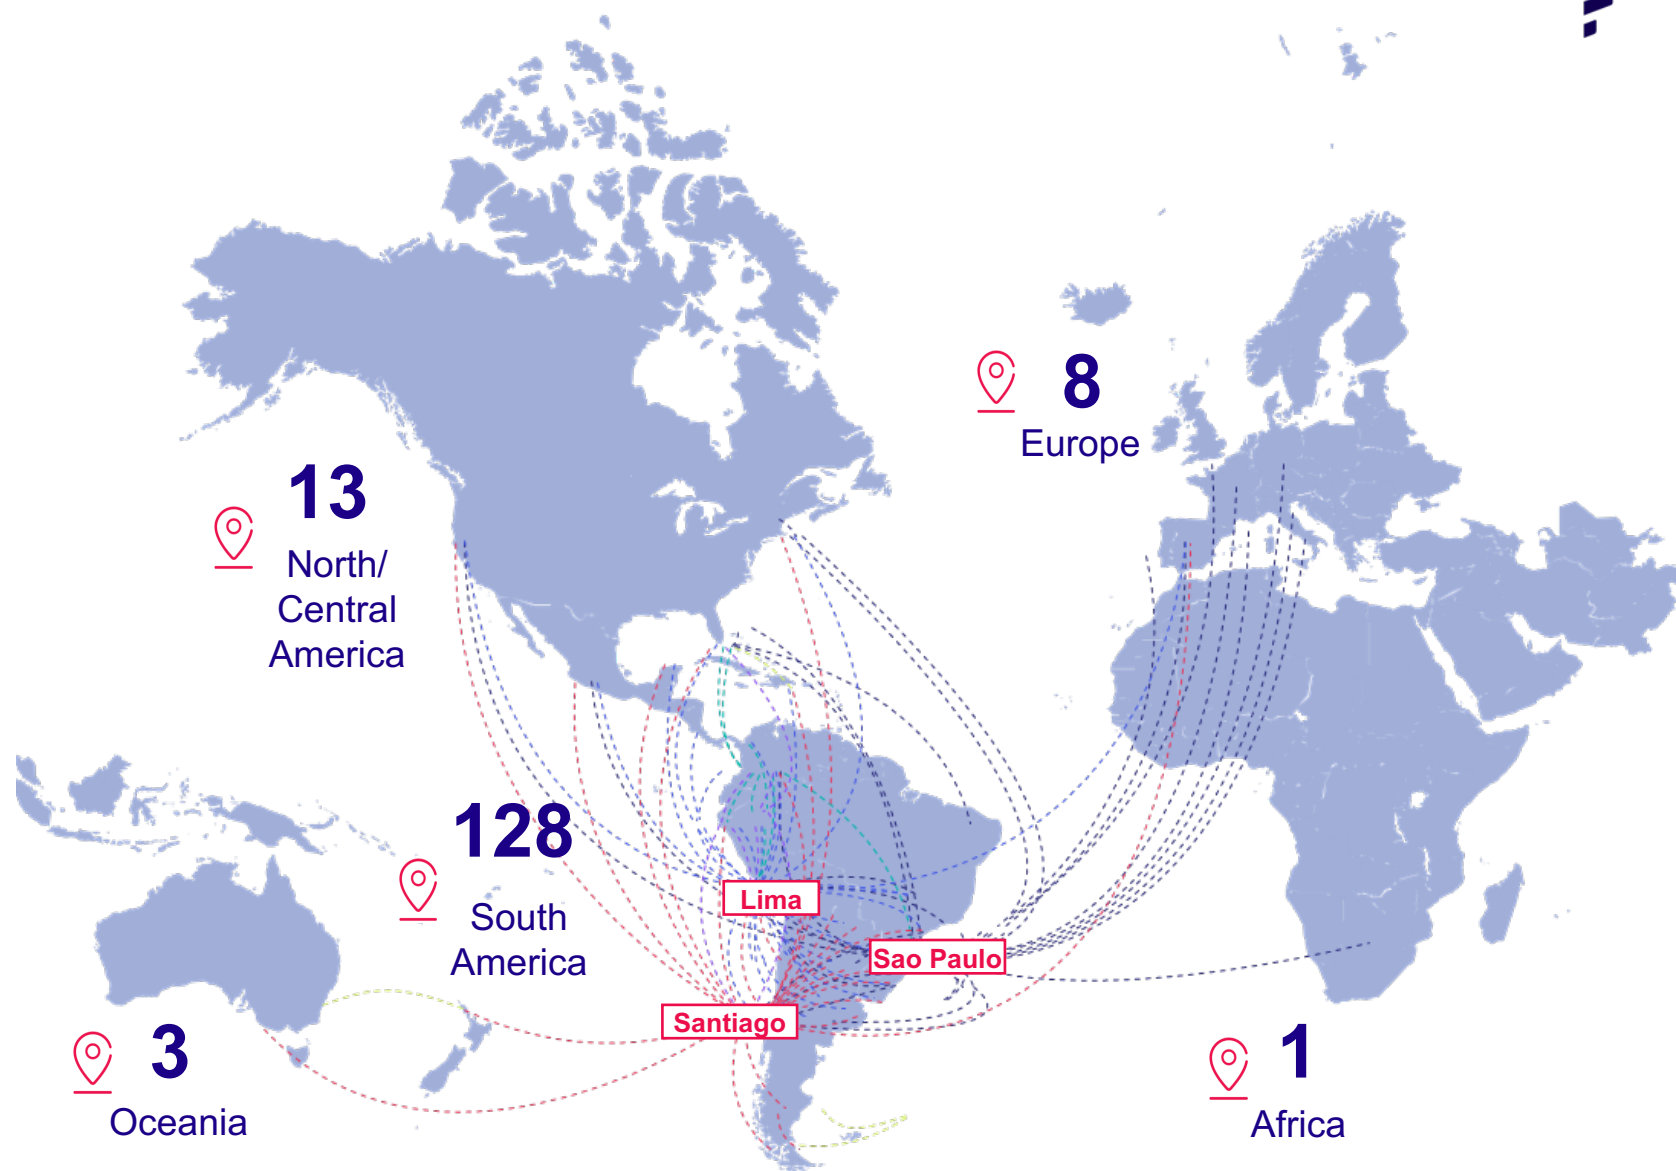 8
Europe
13
North/
Central
America
128
South
America
Lima
Sao Paulo
Santiago
3
Oceania
1
Africa